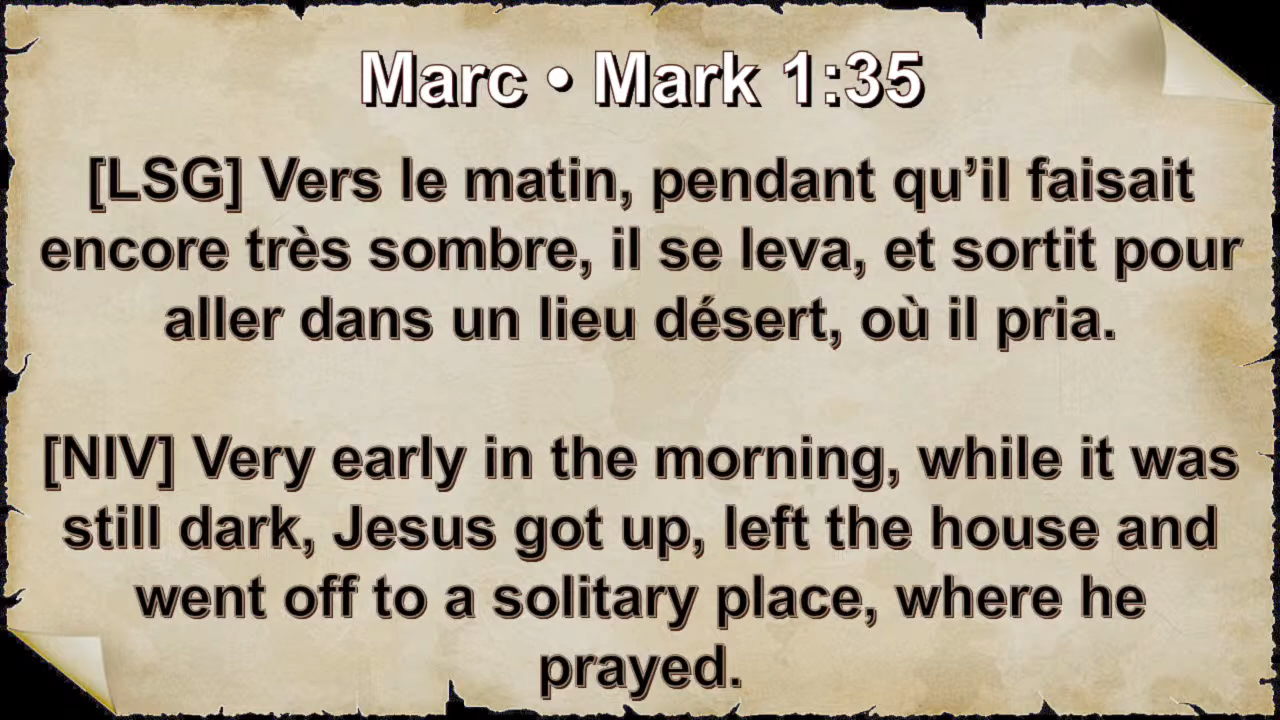 Marc • Mark 1:35
[LSG] Vers le matin, pendant qu’il faisait
encore très sombre, il se leva, et sortit pour
aller dans un lieu désert, où il pria.
[NIV] Very early in the morning, while it was
still dark, Jesus got up, left the house and
went off to a solitary place, where he
prayed.